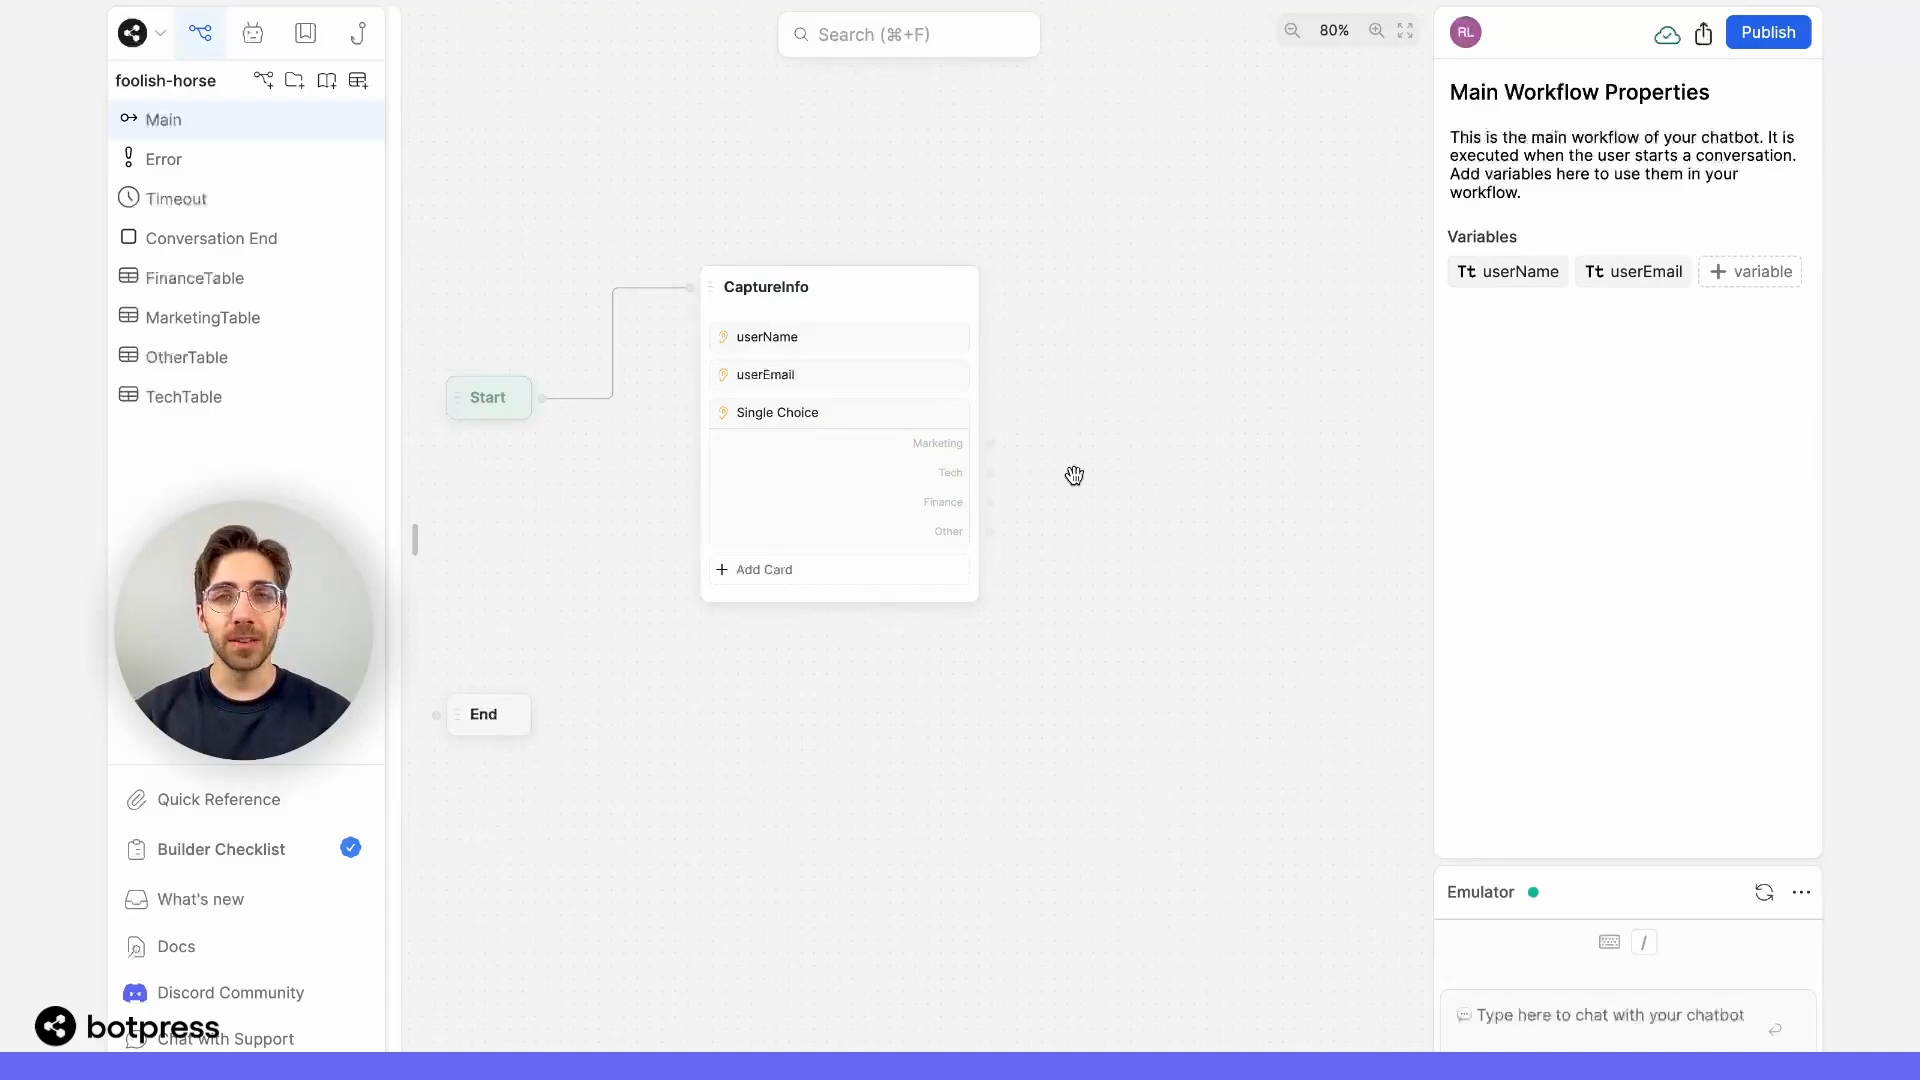 Search (⌘+F)
80%
RL
Publish
foolish-horse
Main
Error
Timeout
Conversation End
FinanceTable
MarketingTable
OtherTable
TechTable
Quick Reference
Builder Checklist
What's new
Docs
Discord Community
Chat with Support
botpress
Start
End
CaptureInfo
userName
userEmail
Single Choice
Marketing
Tech
Finance
Other
+ Add Card
Main Workflow Properties
This is the main workflow of your chatbot. It is
executed when the user starts a conversation.
Add variables here to use them in your
workflow.
Variables
Tt userName Tt userEmail + variable
Emulator
/
Type here to chat with your chatbot